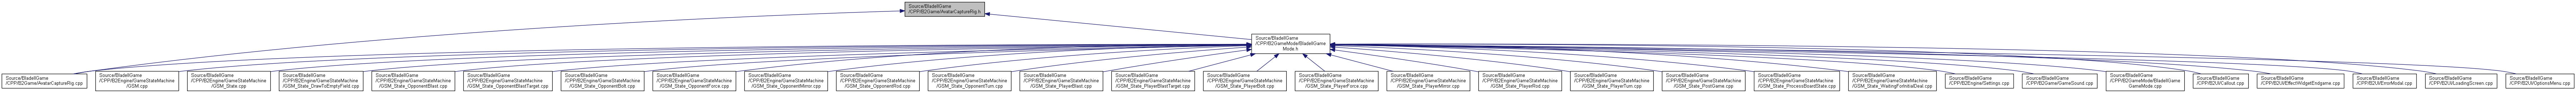 Source/BladeIIGame
/CPP/B2Game/AvatarCaptureRig.h
Source/BladeIIGame
/CPP/B2GameMode/BladeIIGame
Mode.h
Source/BladeIIGame
/CPP/B2Game/AvatarCaptureRig.cpp
Source/BladeIIGame
/CPP/B2Engine/GameStateMachine
/GSM.cpp
Source/BladeIIGame
/CPP/B2Engine/GameStateMachine
/GSM_State.cpp
Source/BladeIIGame
/CPP/B2Engine/GameStateMachine
/GSM_State_DrawToEmptyField.cpp
Source/BladeIIGame
/CPP/B2Engine/GameStateMachine
/GSM_State_OpponentBlast.cpp
Source/BladeIIGame
/CPP/B2Engine/GameStateMachine
/GSM_State_OpponentBlastTarget.cpp
Source/BladeIIGame
/CPP/B2Engine/GameStateMachine
/GSM_State_OpponentBolt.cpp
Source/BladeIIGame
/CPP/B2Engine/GameStateMachine
/GSM_State_OpponentForce.cpp
Source/BladeIIGame
/CPP/B2Engine/GameStateMachine
/GSM_State_OpponentMirror.cpp
Source/BladeIIGame
/CPP/B2Engine/GameStateMachine
/GSM_State_OpponentRod.cpp
Source/BladeIIGame
/CPP/B2Engine/GameStateMachine
/GSM_State_OpponentTurn.cpp
Source/BladeIIGame
/CPP/B2Engine/GameStateMachine
/GSM_State_PlayerBlast.cpp
Source/BladeIIGame
/CPP/B2Engine/GameStateMachine
/GSM_State_PlayerBlastTarget.cpp
Source/BladeIIGame
/CPP/B2Engine/GameStateMachine
/GSM_State_PlayerBolt.cpp
Source/BladeIIGame
/CPP/B2Engine/GameStateMachine
/GSM_State_PlayerForce.cpp
Source/BladeIIGame
/CPP/B2Engine/GameStateMachine
/GSM_State_PlayerMirror.cpp
Source/BladeIIGame
/CPP/B2Engine/GameStateMachine
/GSM_State_PlayerRod.cpp
Source/BladeIIGame
/CPP/B2Engine/GameStateMachine
/GSM_State_PlayerTurn.cpp
Source/BladeIIGame
/CPP/B2Engine/GameStateMachine
/GSM_State_PostGame.cpp
Source/BladeIIGame
/CPP/B2Engine/GameStateMachine
/GSM_State_ProcessBoardState.cpp
Source/BladeIIGame
/CPP/B2Engine/GameStateMachine
/GSM_State_WaitingForInitialDeal.cpp
Source/BladeIIGame
/CPP/B2Engine/Settings.cpp
Source/BladeIIGame
/CPP/B2Game/GameSound.cpp
Source/BladeIIGame
/CPP/B2GameMode/BladeIIGame
GameMode.cpp
Source/BladeIIGame
/CPP/B2UI/Callout.cpp
Source/BladeIIGame
/CPP/B2UI/EffectWidgetEndgame.cpp
Source/BladeIIGame
/CPP/B2UI/ErrorModal.cpp
Source/BladeIIGame
/CPP/B2UI/LoadingScreen.cpp
Source/BladeIIGame
/CPP/B2UI/OptionsMenu.cpp